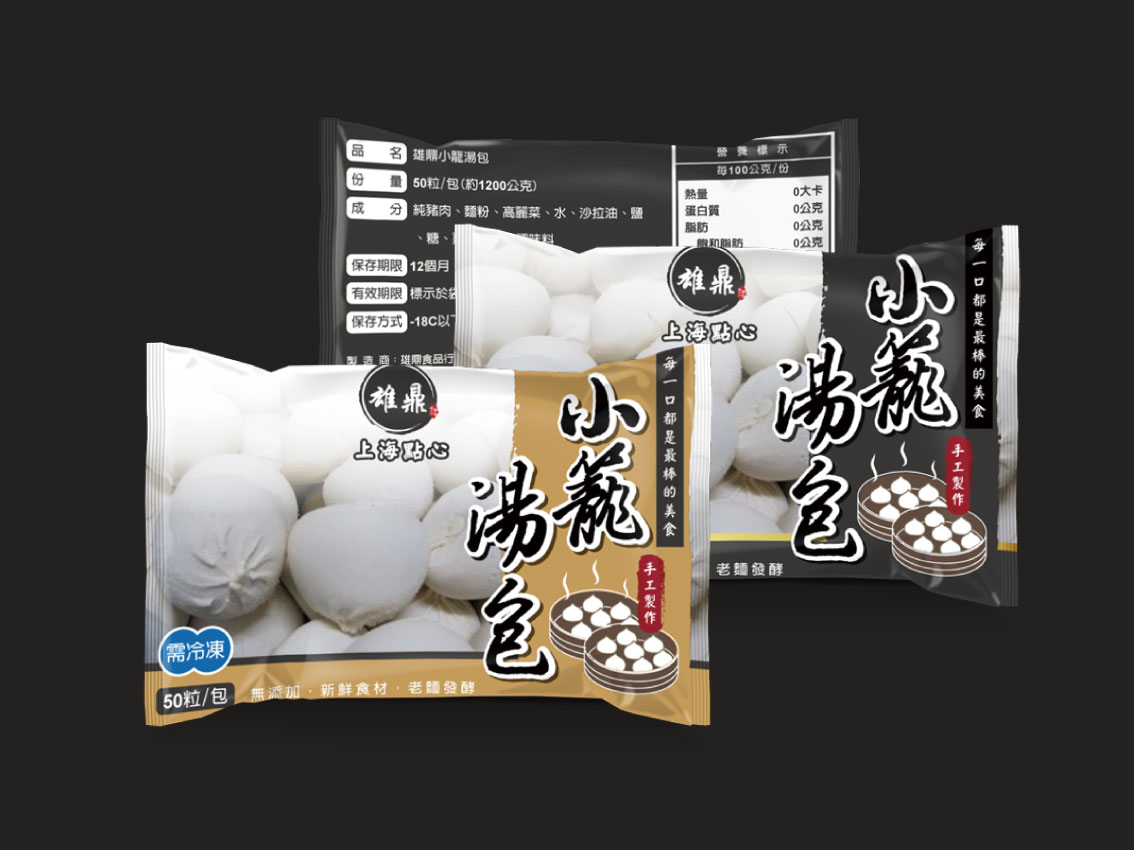 品 名 雄鼎小籠湯包
份 量 50粒/包(約1200公克)
成 分 純豬肉、麵粉、高麗菜、水、沙拉油、鹽
、糖、
味料
保存期限 12個月
有效期限 標示於袋
保存方式 -18C以下
製造商:雄鼎食品行
營養標示
每100公克/份
熱量 0大卡
蛋白質 0公克
脂肪 0公克
飽和脂肪 0公克
雄鼎
上海點心
小籠
湯包
每一口都是最棒的美食
手工製作
老麵發酵
雄鼎
上海點心
小籠
湯包
每一口都是最棒的美食
手工製作
需冷凍
50粒/包
無添加·新鮮食材·老麵發酵